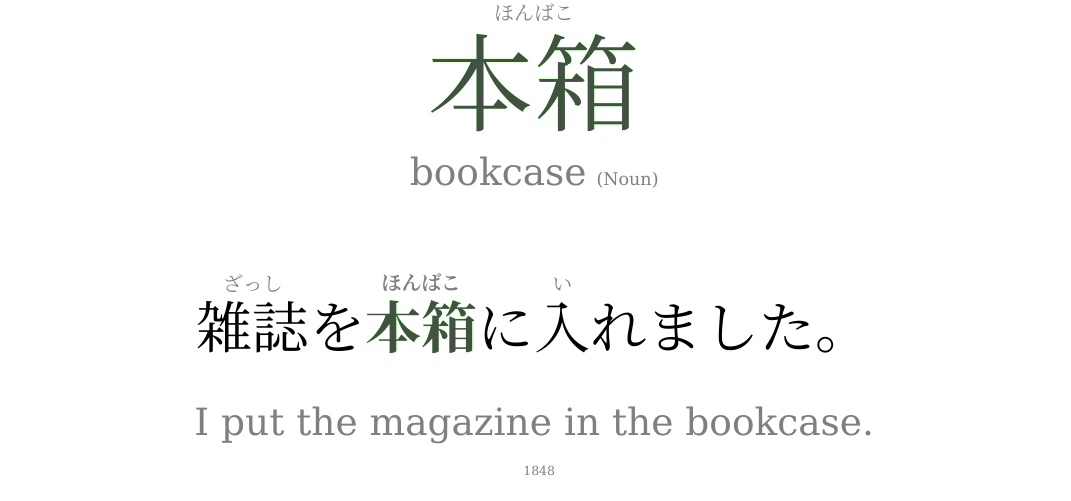 ほんばこ
本箱
bookcase (Noun)
ざっし ほんばこ い
雑誌を本箱に入れました。
I put the magazine in the bookcase.
1848